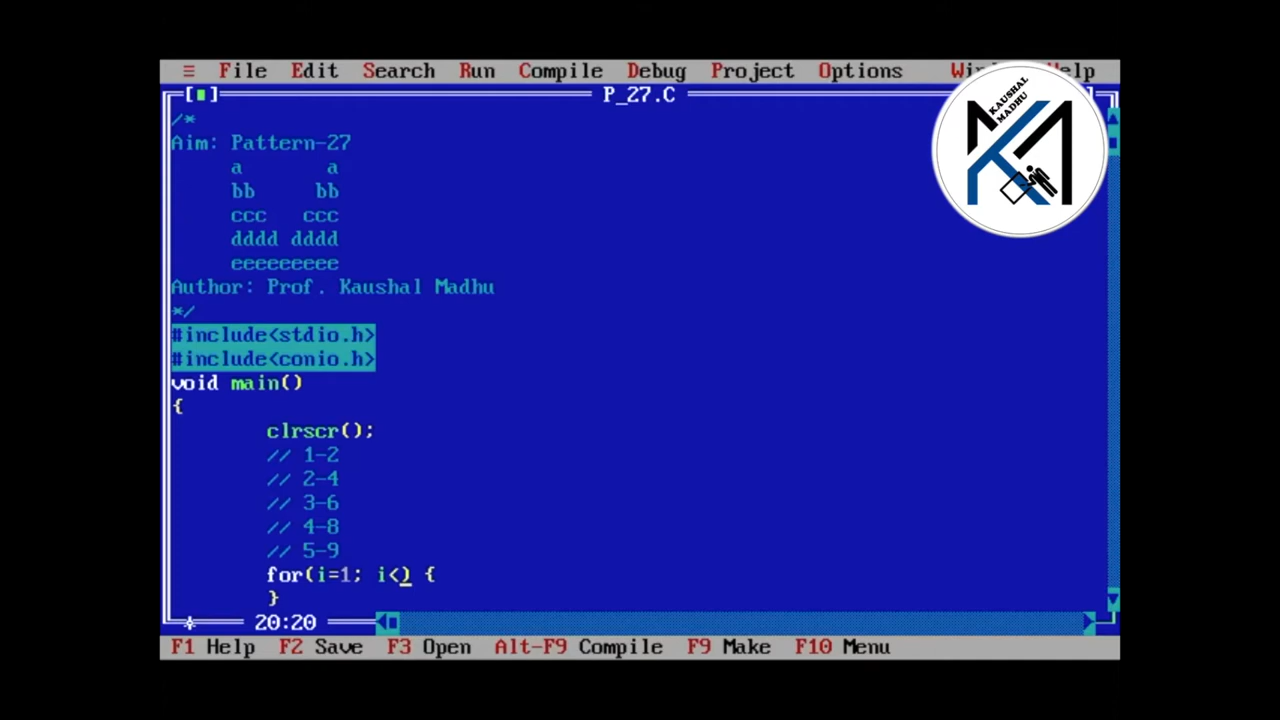 ≡ File Edit Search Run Compile Debug Project Options Win Help
[■] P_27.C ]
KAUSHAL
MADHU
/*
Aim: Pattern-27
     a       a
     bb     bb
     ccc   ccc
     dddd dddd
     eeeeeeeee
Author: Prof. Kaushal Madhu
*/
#include<stdio.h>
#include<conio.h>
void main()
{
        clrscr();
        // 1-2
        // 2-4
        // 3-6
        // 4-8
        // 5-9
        for(i=1; i<) {
        }
* 20:20
F1 Help F2 Save F3 Open Alt-F9 Compile F9 Make F10 Menu